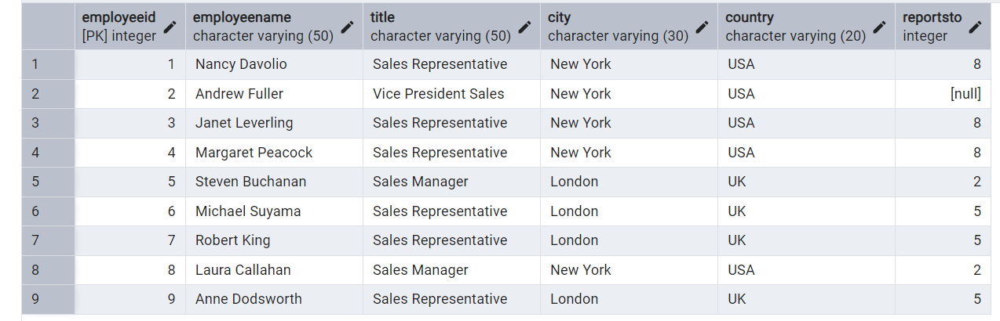 employeeid employeename title city country reportsto
[PK] integer character varying (50) character varying (50) character varying (30) character varying (20) integer
1 1 Nancy Davolio Sales Representative New York USA 8
2 2 Andrew Fuller Vice President Sales New York USA [null]
3 3 Janet Leverling Sales Representative New York USA 8
4 4 Margaret Peacock Sales Representative New York USA 8
5 5 Steven Buchanan Sales Manager London UK 2
6 6 Michael Suyama Sales Representative London UK 5
7 7 Robert King Sales Representative London UK 5
8 8 Laura Callahan Sales Manager New York USA 2
9 9 Anne Dodsworth Sales Representative London UK 5